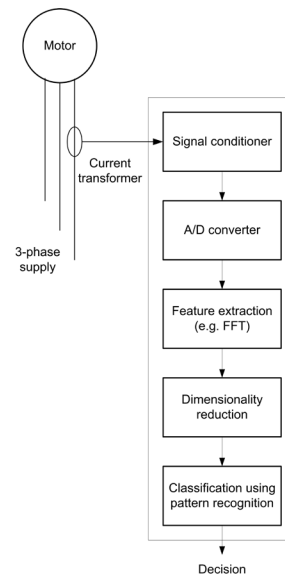 Motor
Current
transformer
3-phase
supply
Signal conditioner
A/D converter
Feature extraction
(e.g. FFT)
Dimensionality
reduction
Classification using
pattern recognition
Decision